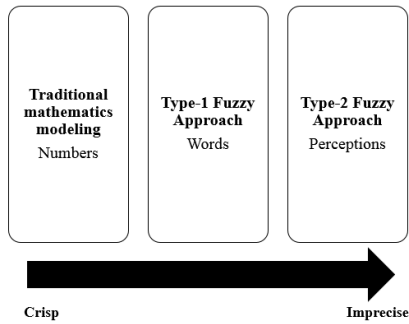 Traditional
mathematics
modeling
Numbers
Type-1 Fuzzy
Approach
Words
Type-2 Fuzzy
Approach
Perceptions
Crisp
Imprecise